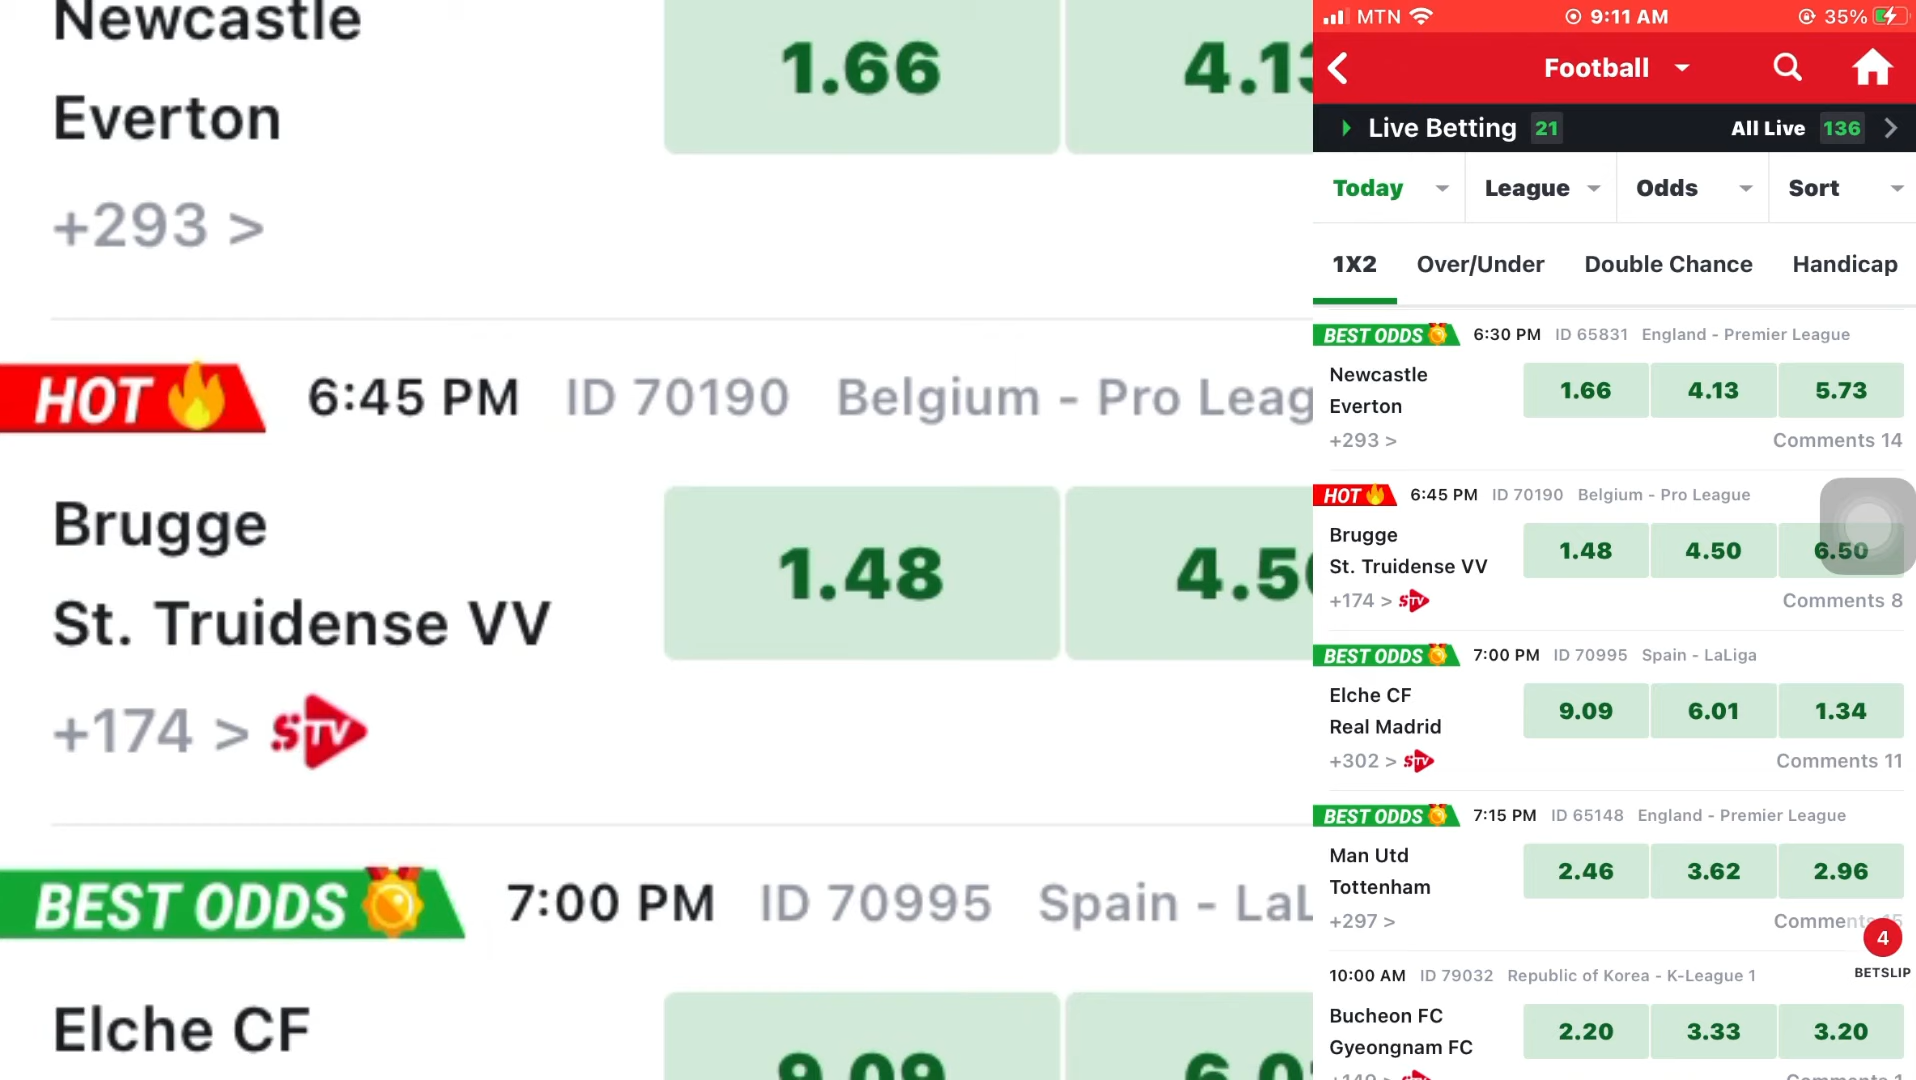 Newcastle
1.66
Everton
+293 >
HOT 6:45 PM ID 70190 Belgium - Pro Leag
Brugge
1.48
St. Truidense VV
+174 > STV
BEST ODDS 7:00 PM ID 70995 Spain - LaL
Elche CF
9.09
MTN 9:11 AM 35%
Football
Live Betting 21 All Live 136
Today League Odds Sort
1X2 Over/Under Double Chance Handicap
BEST ODDS 6:30 PM ID 65831 England - Premier League
Newcastle
Everton
1.66 4.13 5.73
+293 > Comments 14
HOT 6:45 PM ID 70190 Belgium - Pro League
Brugge
St. Truidense VV
1.48 4.50 6.50
+174 > STV Comments 8
BEST ODDS 7:00 PM ID 70995 Spain - LaLiga
Elche CF
Real Madrid
9.09 6.01 1.34
+302 > STV Comments 11
BEST ODDS 7:15 PM ID 65148 England - Premier League
Man Utd
Tottenham
2.46 3.62 2.96
+297 > Comments 15
4
BETSLIP
10:00 AM ID 79032 Republic of Korea - K-League 1
Bucheon FC
Gyeongnam FC
2.20 3.33 3.20